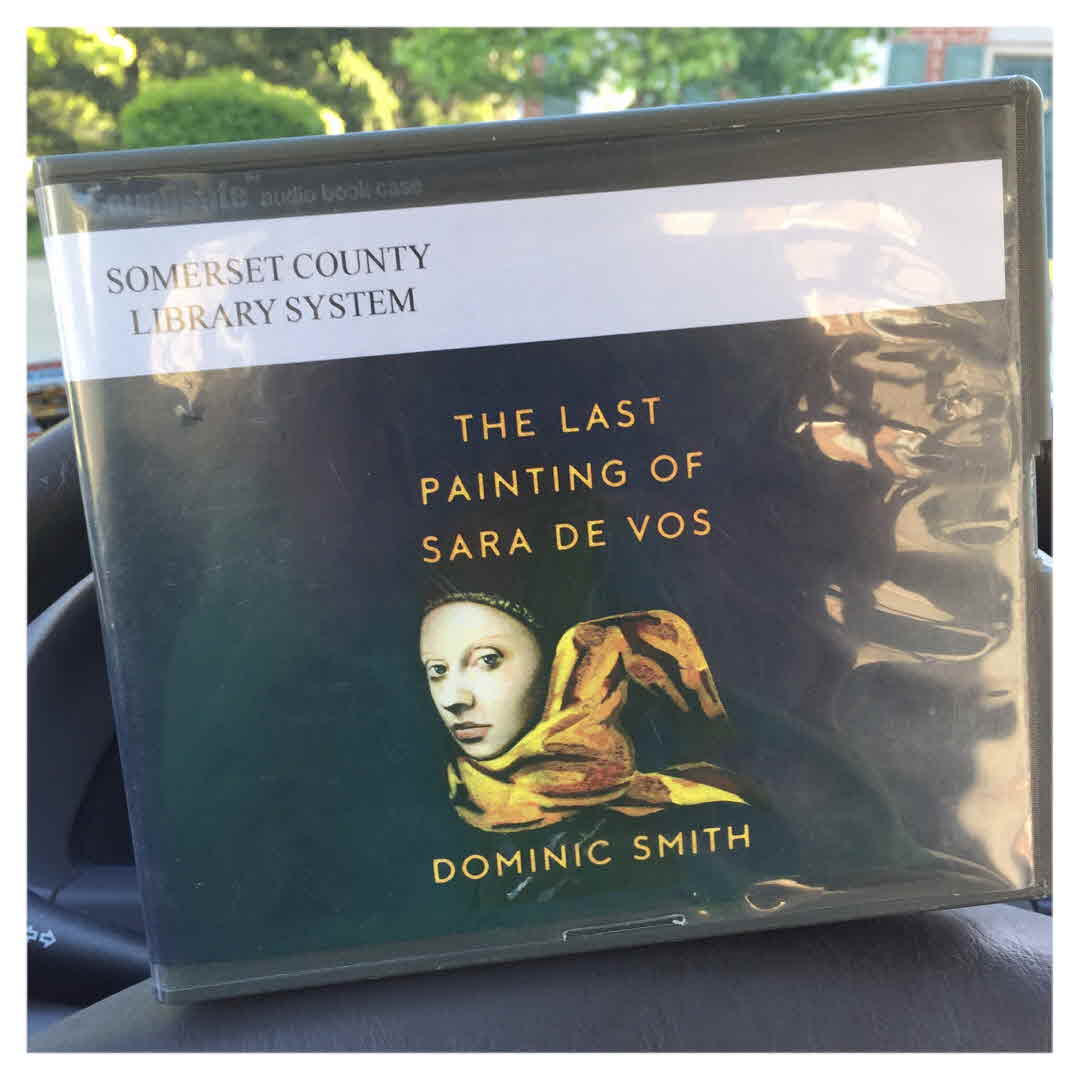 audio book case
SOMERSET COUNTY
LIBRARY SYSTEM
THE LAST
PAINTING OF
SARA DE VOS
DOMINIC SMITH